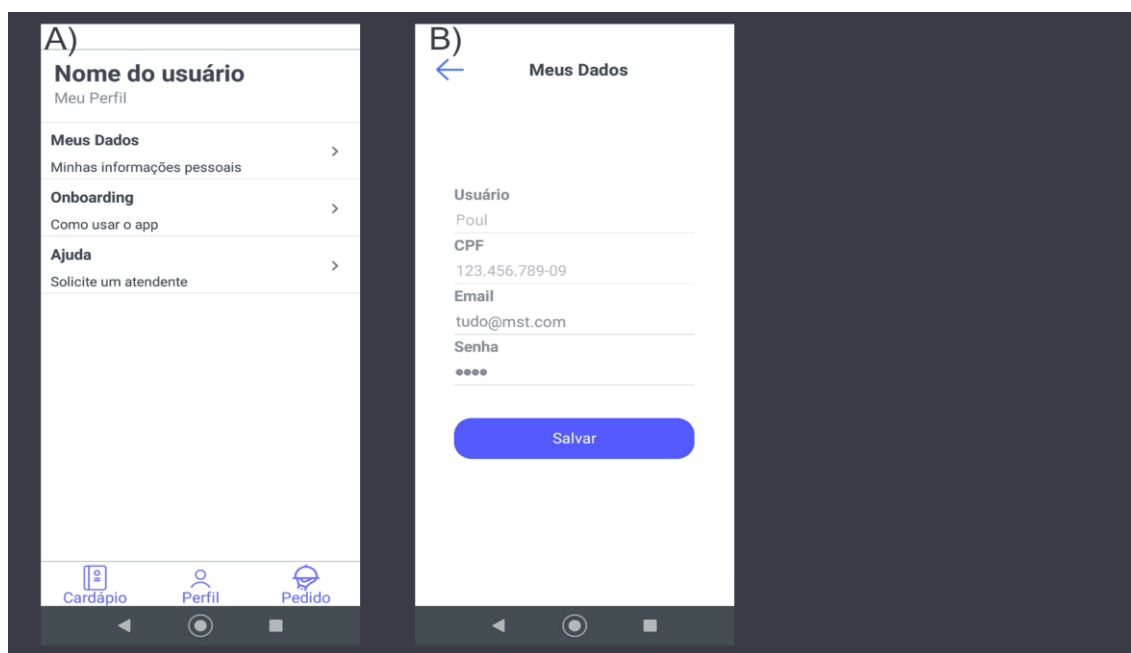 A)
Nome do usuário
Meu Perfil
Meus Dados
Minhas informações pessoais
Onboarding
Como usar o app
Ajuda
Solicite um atendente
Cardápio Perfil Pedido
B)
Meus Dados
Usuário
Poul
CPF
123.456.789-09
Email
tudo@mst.com
Senha
••••
Salvar